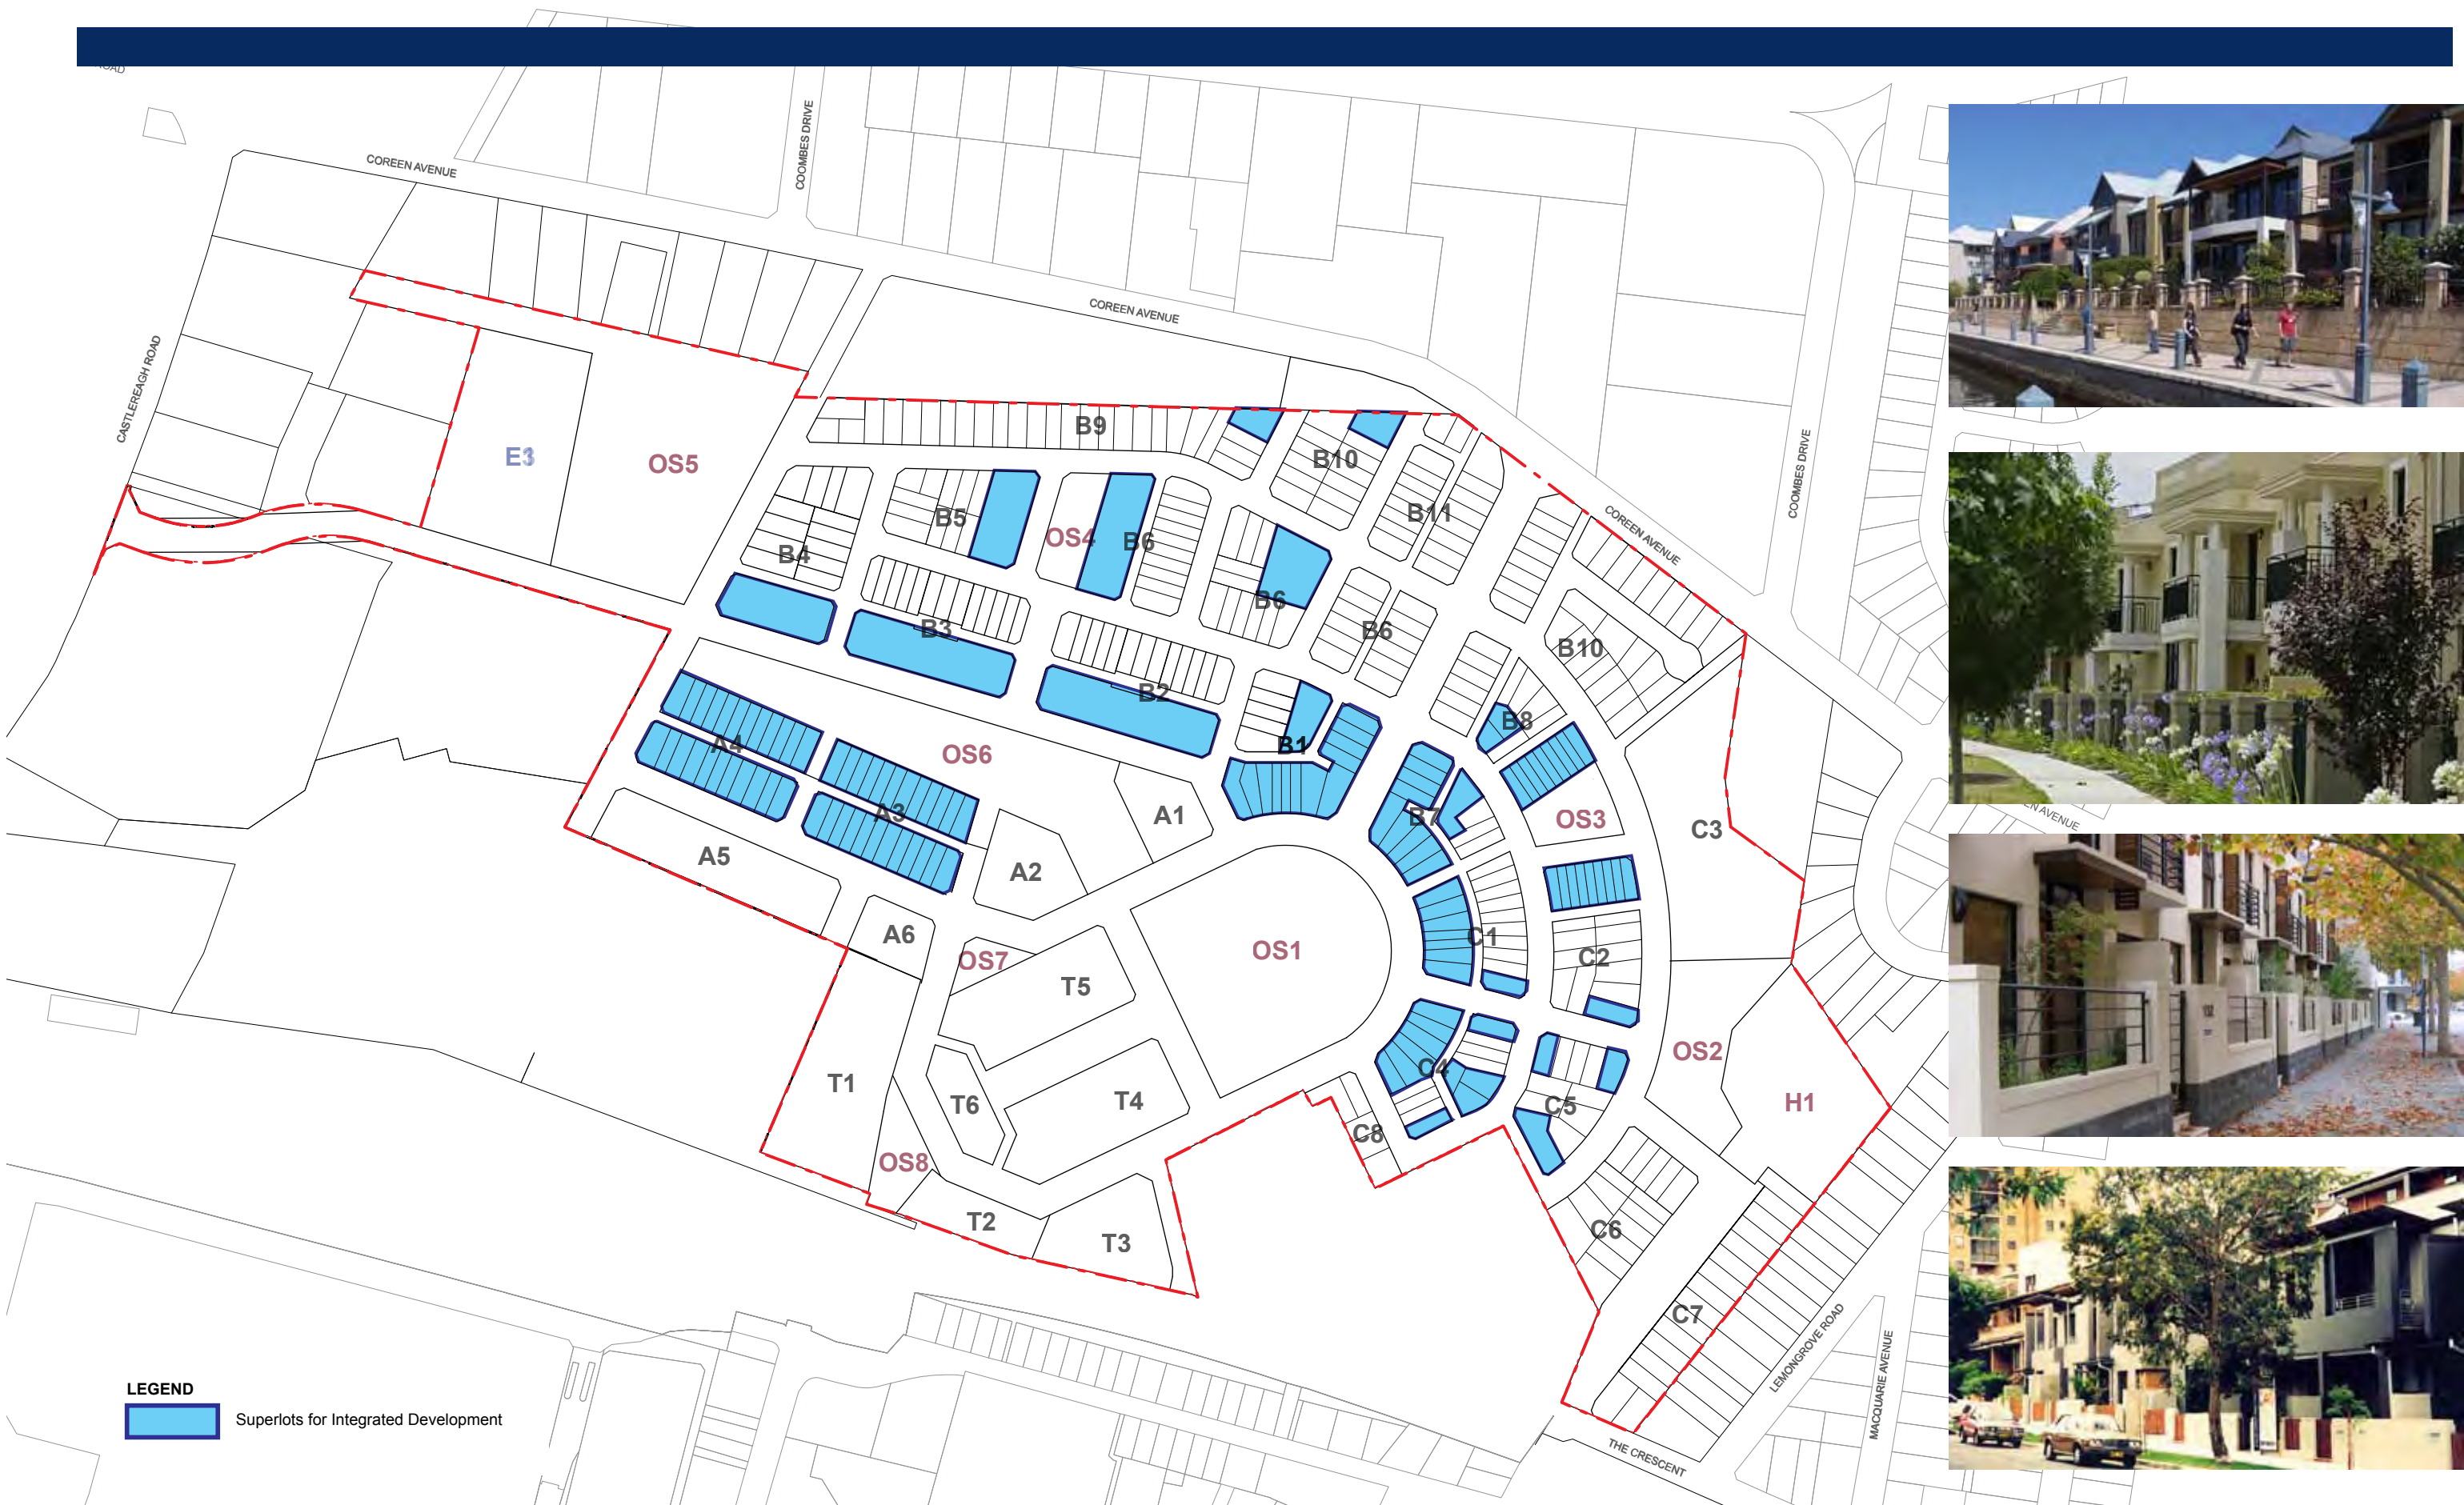 COREEN AVENUE
COOMBES DRIVE
COREEN AVENUE
CASTLEREAGH ROAD
COOMBES DRIVE
COREEN AVENUE
E3
OS5
B9
B10
B11
B5
OS4
B6
B4
B6
B3
B6
B10
B2
B8
B1
A4
OS6
A3
A1
B7
OS3
C3
A5
A2
A6
OS7
OS1
C1
C2
T5
OS2
C4
T1
T6
T4
C5
H1
C8
OS8
T2
T3
C6
C7
LEMONGROVE ROAD
MACQUARIE AVENUE
THE CRESCENT
LEGEND
Superlots for Integrated Development